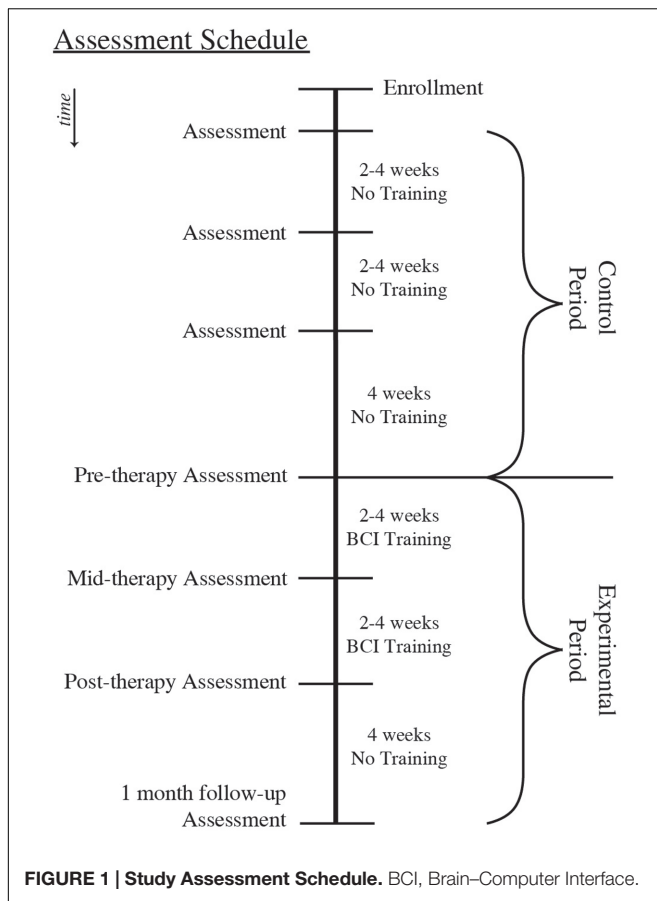 Assessment Schedule
time
Enrollment
Assessment
2-4 weeks
No Training
Assessment
2-4 weeks
No Training
Control
Period
Assessment
4 weeks
No Training
Pre-therapy Assessment
2-4 weeks
BCI Training
Mid-therapy Assessment
2-4 weeks
BCI Training
Experimental
Period
Post-therapy Assessment
4 weeks
No Training
1 month follow-up
Assessment
FIGURE 1 | Study Assessment Schedule. BCI, Brain–Computer Interface.